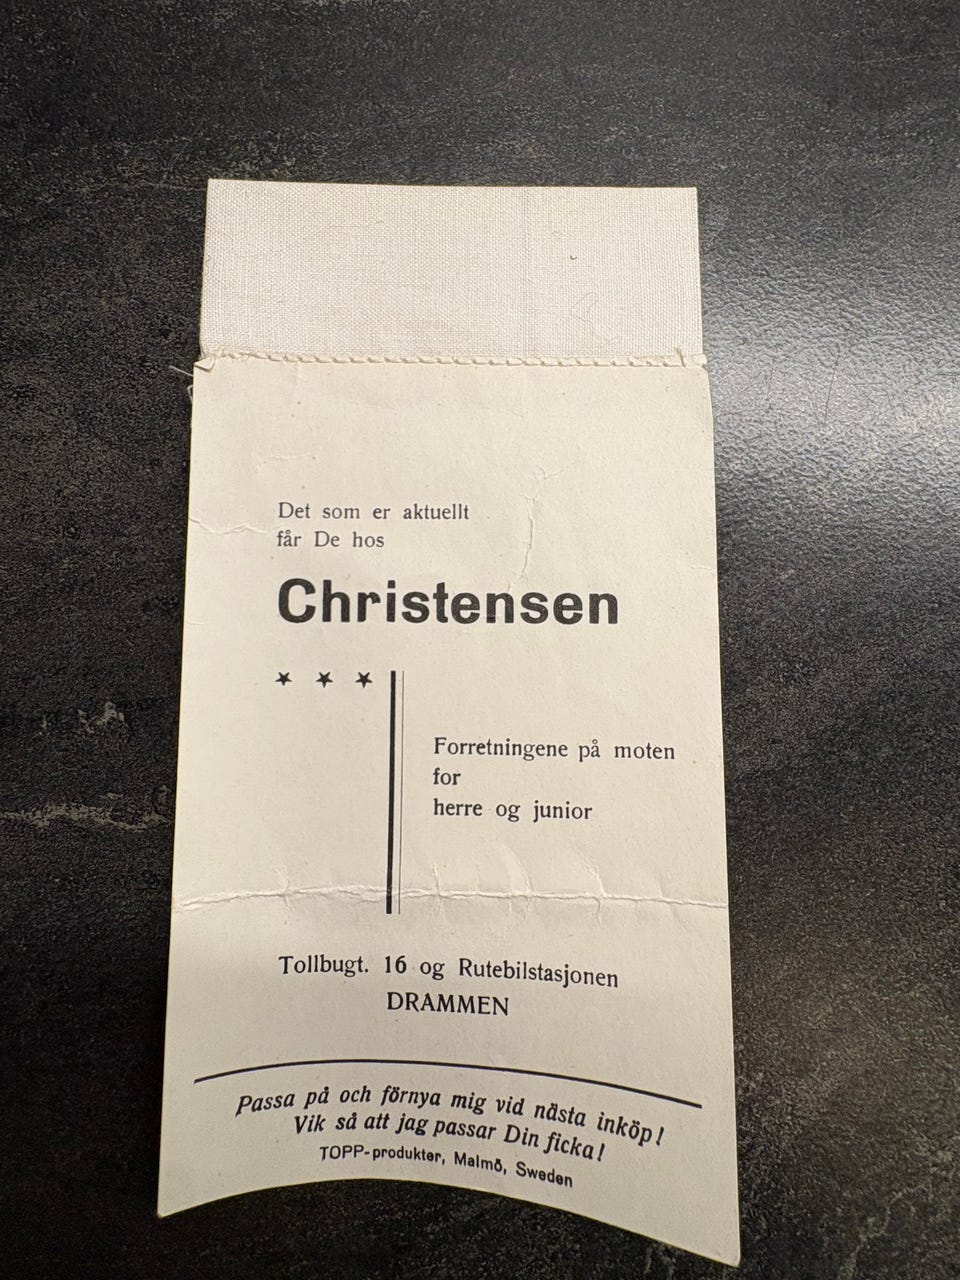 Det som er aktuellt
får De hos
Christensen
★ ★ ★
Forretningene på moten
for
herre og junior
Tollbugt. 16 og Rutebilstasjonen
DRAMMEN
Passa på och förnya mig vid nästa inköp!
Vik så att jag passar Din ficka!
TOPP-produkter, Malmö, Sweden